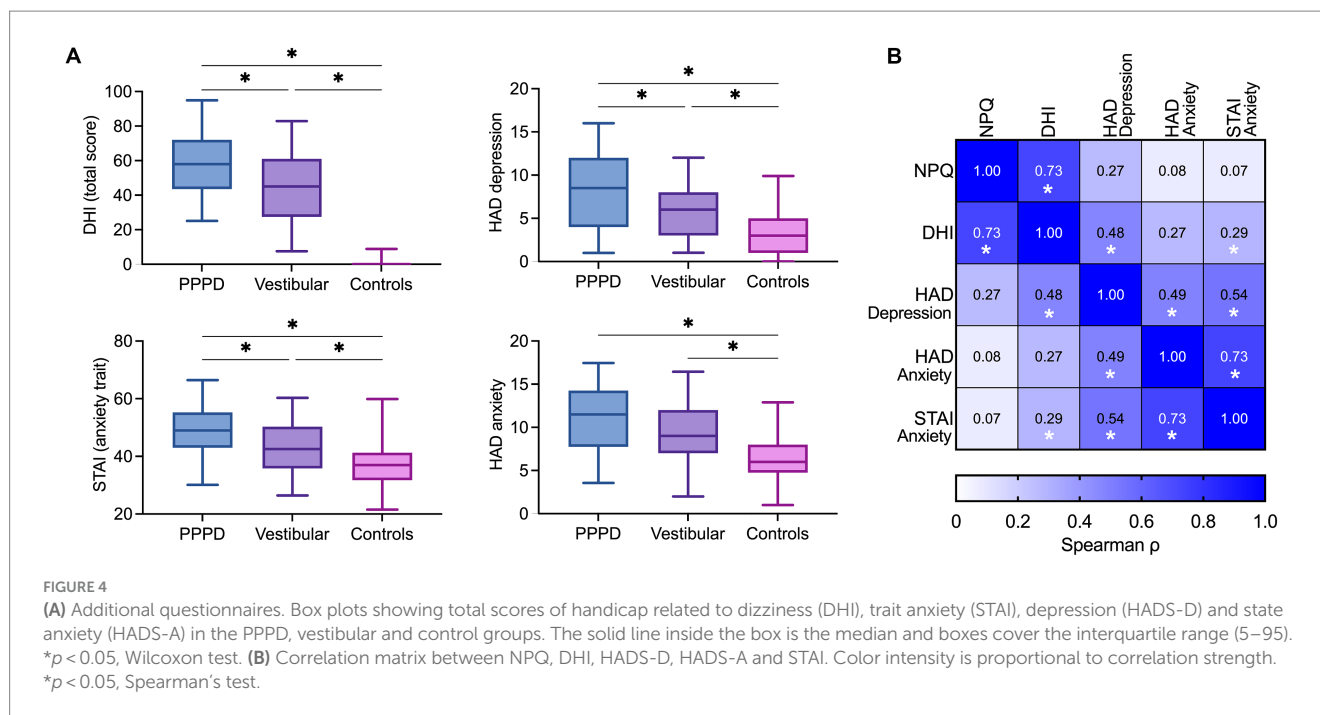 A
*
*
*
100
80
60
40
20
0
DHI (total score)
PPPD
Vestibular
Controls
*
*
*
20
15
10
5
0
HAD depression
PPPD
Vestibular
Controls
*
*
*
80
60
40
20
STAI (anxiety trait)
PPPD
Vestibular
Controls
*
*
20
15
10
5
0
HAD anxiety
PPPD
Vestibular
Controls
B
NPQ
DHI
HAD
Depression
HAD
Anxiety
STAI
Anxiety
NPQ 1.00 0.73 0.27 0.08 0.07
*
DHI 0.73 1.00 0.48 0.27 0.29
* * *
HAD
Depression 0.27 0.48 1.00 0.49 0.54
* * *
HAD
Anxiety 0.08 0.27 0.49 1.00 0.73
* *
STAI
Anxiety 0.07 0.29 0.54 0.73 1.00
* * *
0 0.2 0.4 0.6 0.8 1.0
Spearman ρ
FIGURE 4
(A) Additional questionnaires. Box plots showing total scores of handicap related to dizziness (DHI), trait anxiety (STAI), depression (HADS-D) and state
anxiety (HADS-A) in the PPPD, vestibular and control groups. The solid line inside the box is the median and boxes cover the interquartile range (5–95).
*p < 0.05, Wilcoxon test. (B) Correlation matrix between NPQ, DHI, HADS-D, HADS-A and STAI. Color intensity is proportional to correlation strength.
*p < 0.05, Spearman's test.